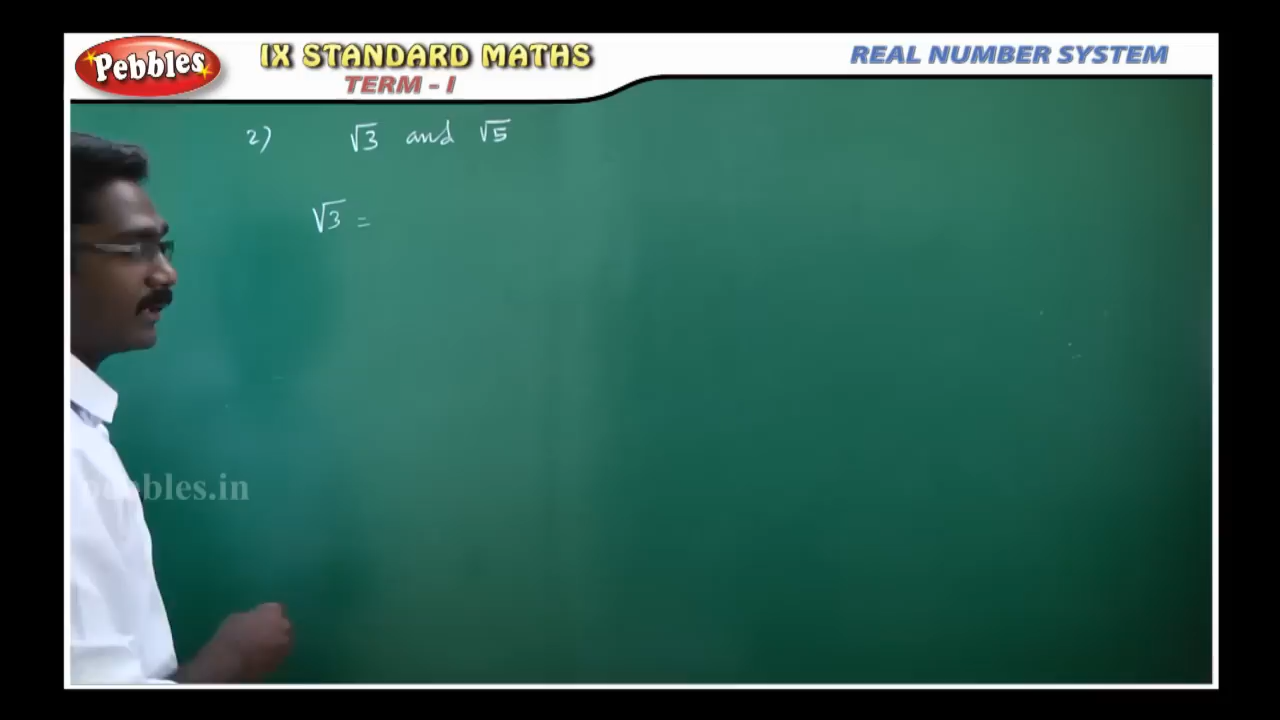 Pebbles
IX STANDARD MATHS
TERM - I
REAL NUMBER SYSTEM
2) √3 and √5
√3 =
bbles.in